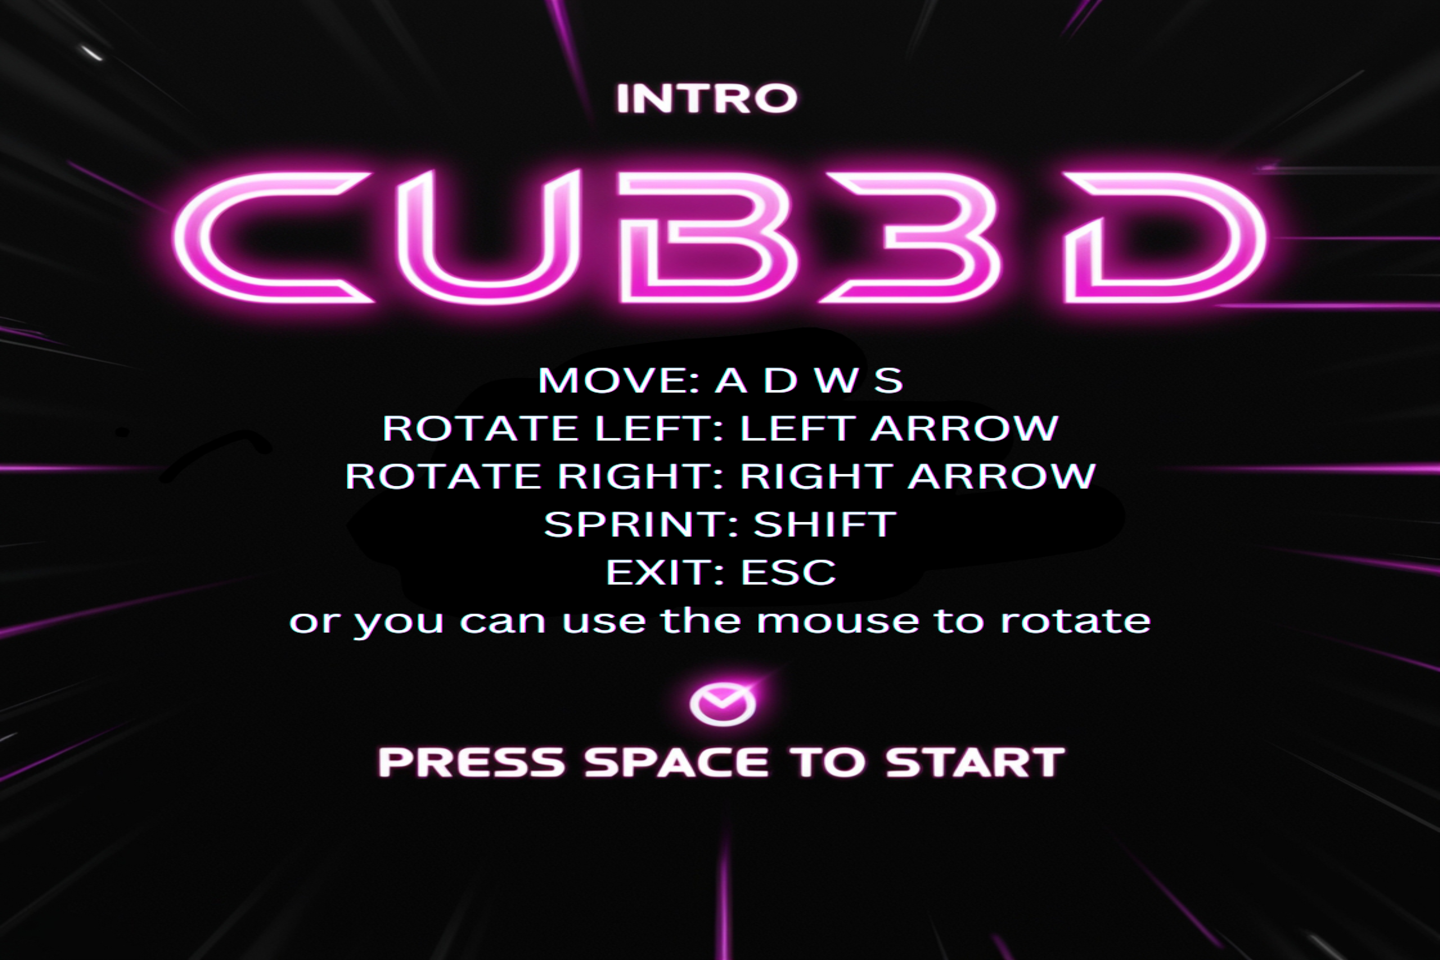 INTRO
CUB3D
MOVE: A D W S
ROTATE LEFT: LEFT ARROW
ROTATE RIGHT: RIGHT ARROW
SPRINT: SHIFT
EXIT: ESC
or you can use the mouse to rotate
PRESS SPACE TO START